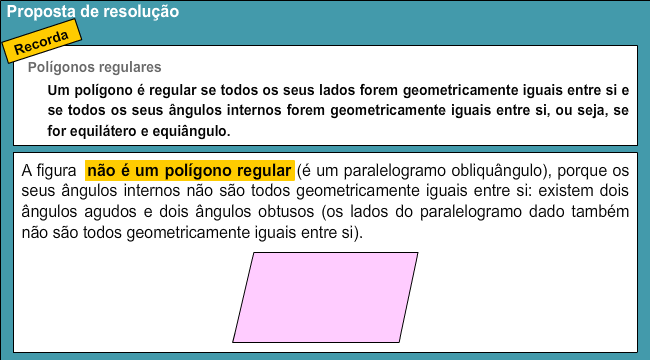 Proposta de resolução
Recorda
Polígonos regulares
Um polígono é regular se todos os seus lados forem geometricamente iguais entre si e
se todos os seus ângulos internos forem geometricamente iguais entre si, ou seja, se
for equilátero e equiângulo.
A figura não é um polígono regular (é um paralelogramo obliquângulo), porque os
seus ângulos internos não são todos geometricamente iguais entre si: existem dois
ângulos agudos e dois ângulos obtusos (os lados do paralelogramo dado também
não são todos geometricamente iguais entre si).